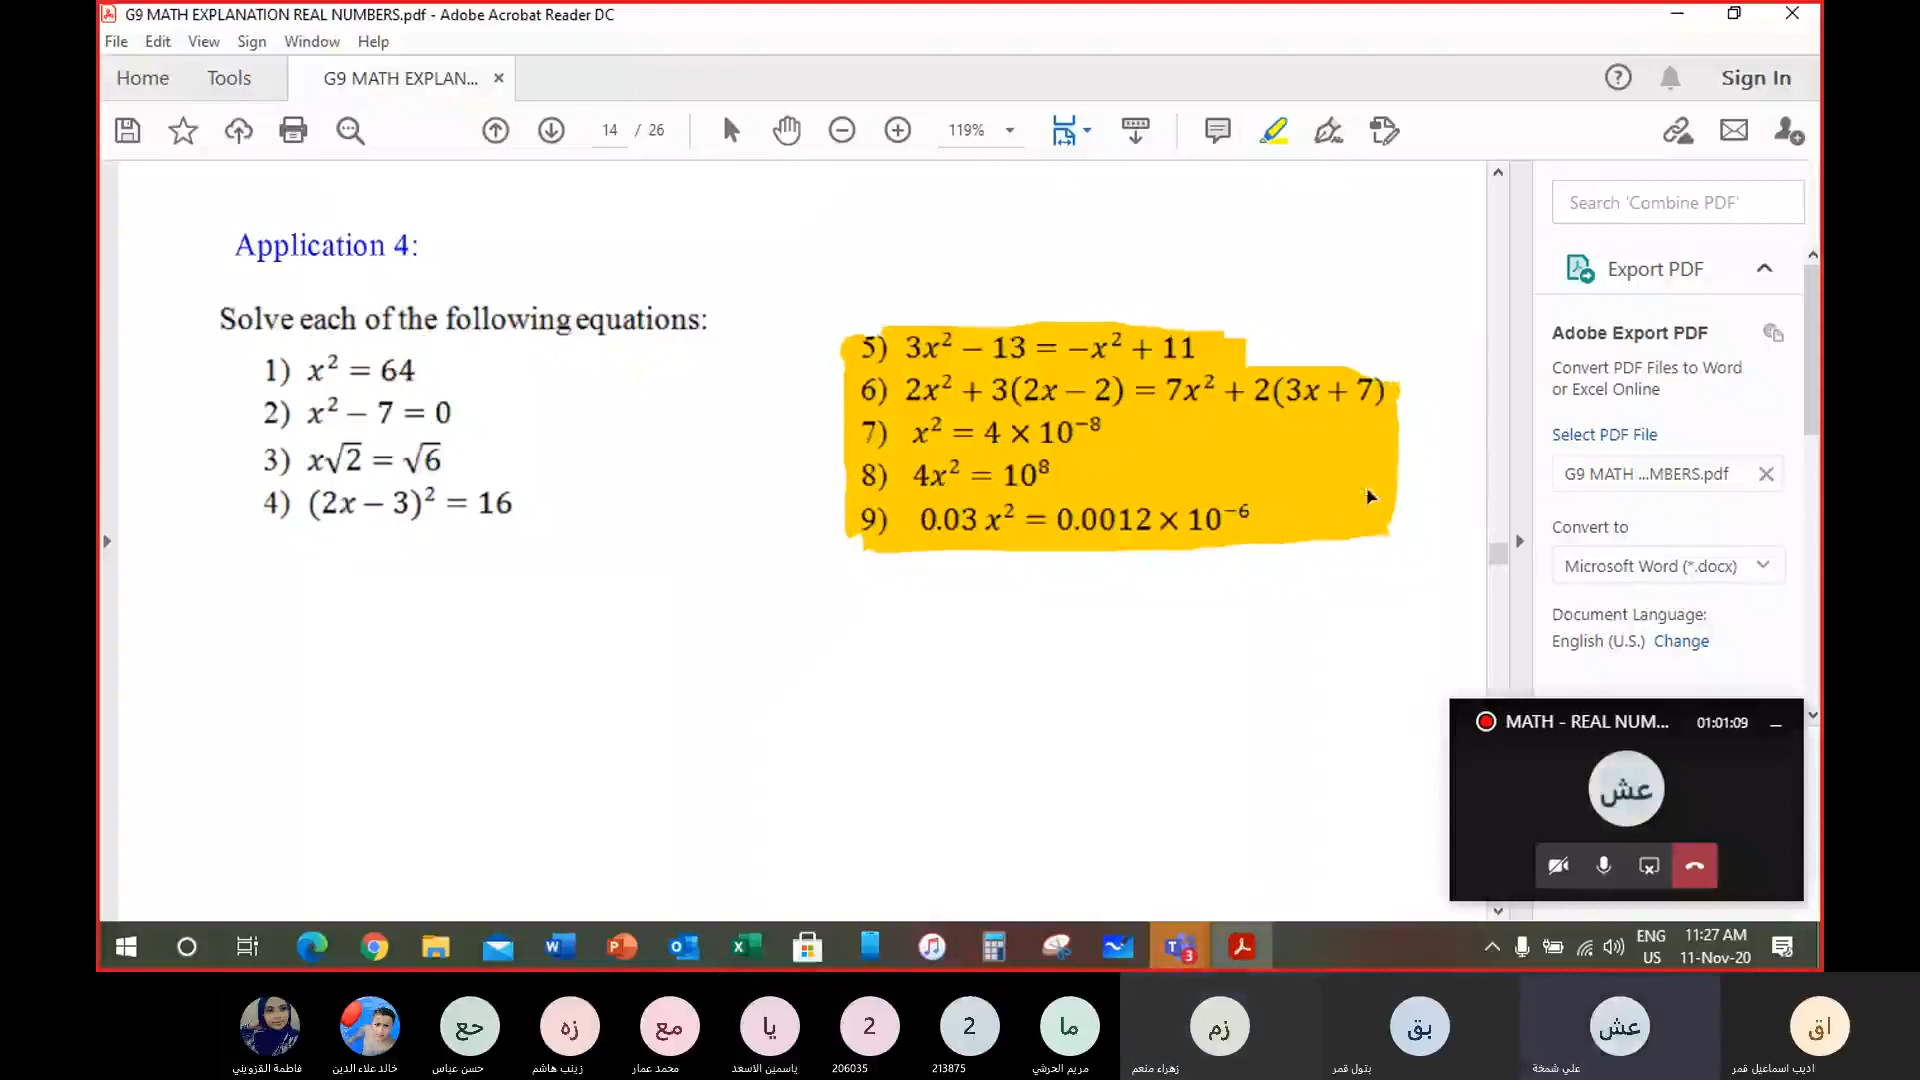 G9 MATH EXPLANATION REAL NUMBERS.pdf - Adobe Acrobat Reader DC
File Edit View Sign Window Help
Home Tools G9 MATH EXPLAN... × Sign In
14 / 26 119%
Application 4:
Solve each of the following equations:
1) x² = 64
2) x² − 7 = 0
3) x√2 = √6
4) (2x − 3)² = 16
5) 3x² − 13 = −x² + 11
6) 2x² + 3(2x − 2) = 7x² + 2(3x + 7)
7) x² = 4 × 10⁻⁸
8) 4x² = 10⁸
9) 0.03 x² = 0.0012 × 10⁻⁶
Search 'Combine PDF'
Export PDF
Adobe Export PDF
Convert PDF Files to Word
or Excel Online
Select PDF File
G9 MATH ...MBERS.pdf
Convert to
Microsoft Word (*.docx)
Document Language:
English (U.S.) Change
MATH - REAL NUM... 01:01:09
عش
ENG 11:27 AM
US 11-Nov-20
3
حع زه مع يا 2 2 ما زم بق عش اق
فاطمة القزويني خالد علاء الدين حسن عباس زينب هاشم محمد عمار ياسمين الاسعد 206035 213875 مريم الحرشي زهراء منعم بتول قمر علي شمخة اديب اسماعيل قمر